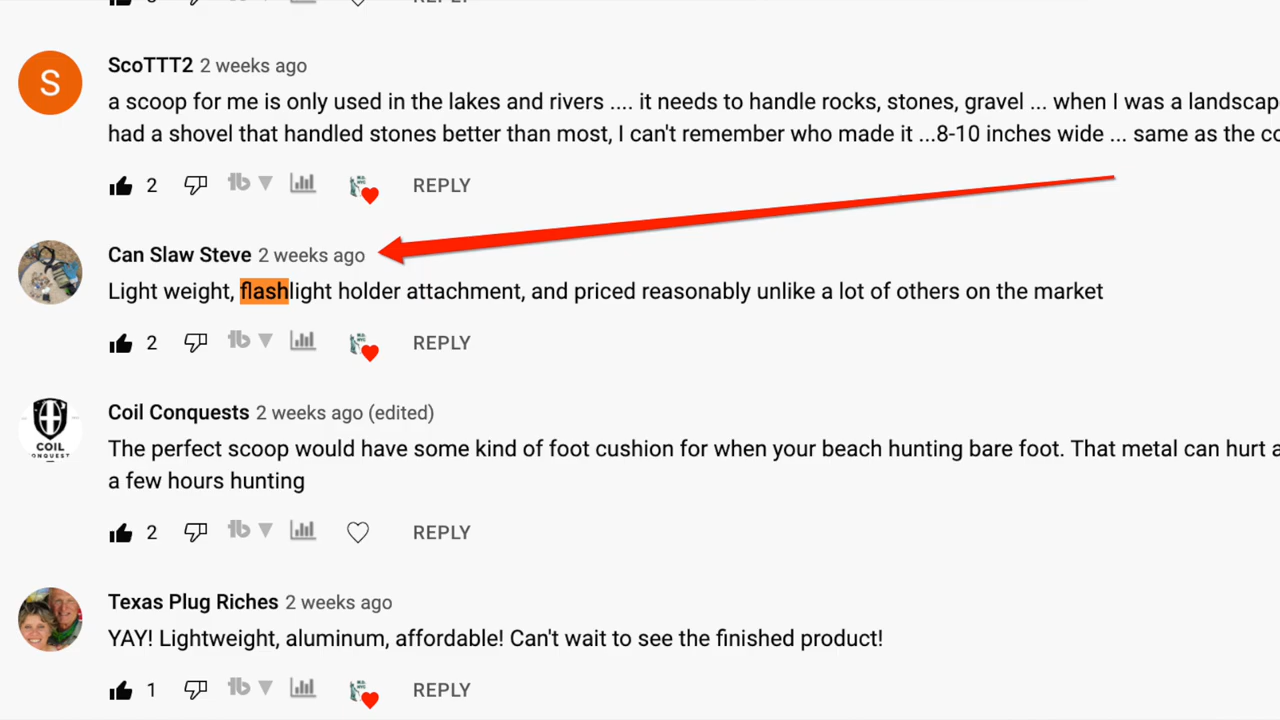 REPLY
ScoTTT2 2 weeks ago
a scoop for me is only used in the lakes and rivers .... it needs to handle rocks, stones, gravel ... when I was a landscap
had a shovel that handled stones better than most, I can't remember who made it ...8-10 inches wide ... same as the co
S
2 REPLY
Can Slaw Steve 2 weeks ago
Light weight, flashlight holder attachment, and priced reasonably unlike a lot of others on the market
2 REPLY
Coil Conquests 2 weeks ago (edited)
The perfect scoop would have some kind of foot cushion for when your beach hunting bare foot. That metal can hurt a
a few hours hunting
COIL
ONQUEST
2 REPLY
Texas Plug Riches 2 weeks ago
YAY! Lightweight, aluminum, affordable! Can't wait to see the finished product!
1 REPLY